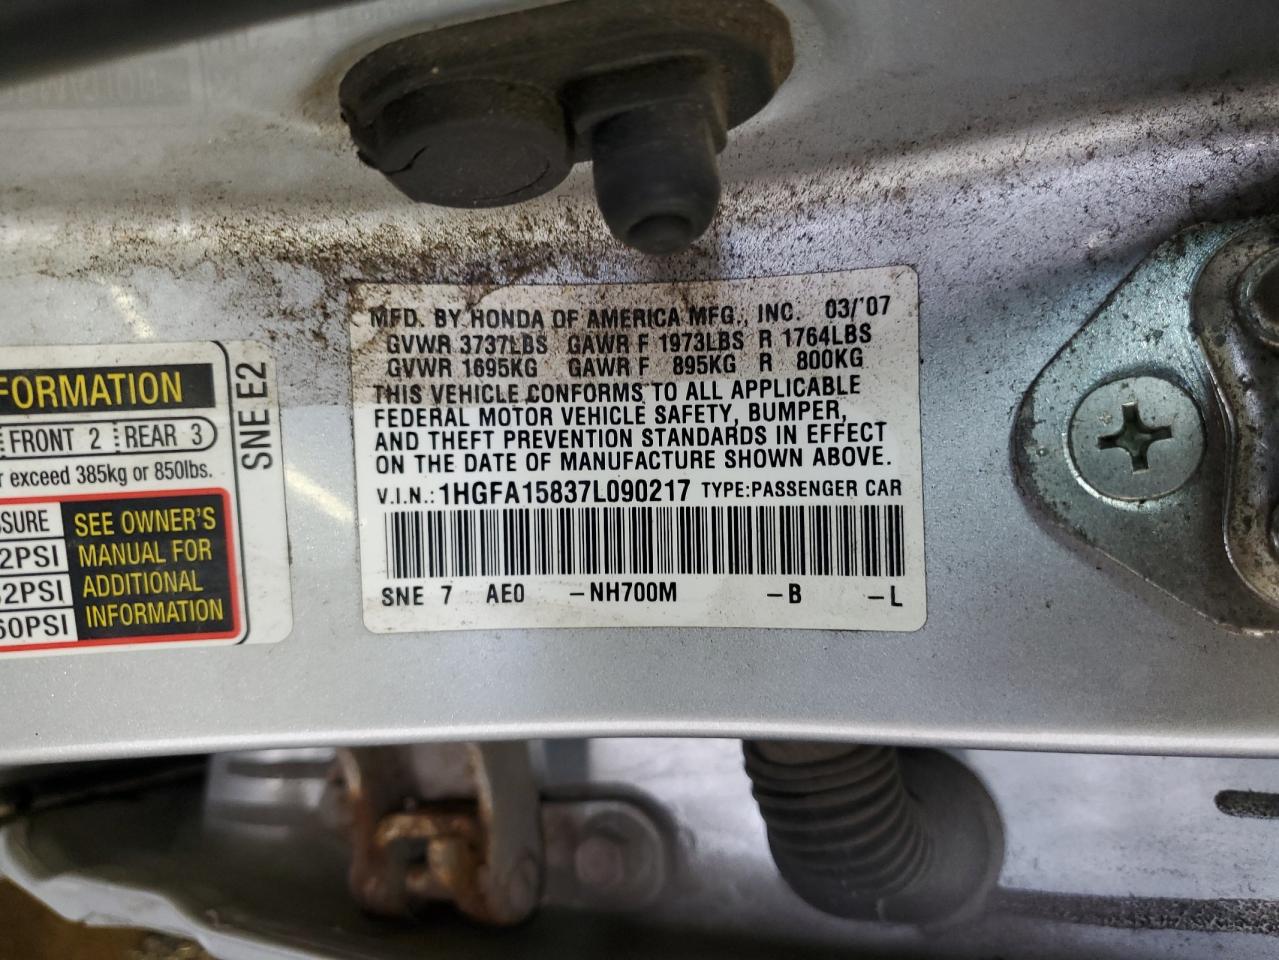 MFD. BY HONDA OF AMERICA MFG., INC. 03/'07
GVWR 3737LBS GAWR F 1973LBS R 1764LBS
GVWR 1695KG GAWR F 895KG R 800KG
THIS VEHICLE CONFORMS TO ALL APPLICABLE
FEDERAL MOTOR VEHICLE SAFETY, BUMPER,
AND THEFT PREVENTION STANDARDS IN EFFECT
ON THE DATE OF MANUFACTURE SHOWN ABOVE.
V.I.N.: 1HGFA15837L090217 TYPE:PASSENGER CAR
SNE 7 AE0 -NH700M -B -L
FORMATION
FRONT 2 REAR 3
r exceed 385kg or 850lbs.
SSURE
2PSI
32PSI
60PSI
SEE OWNER'S
MANUAL FOR
ADDITIONAL
INFORMATION
SNE E2